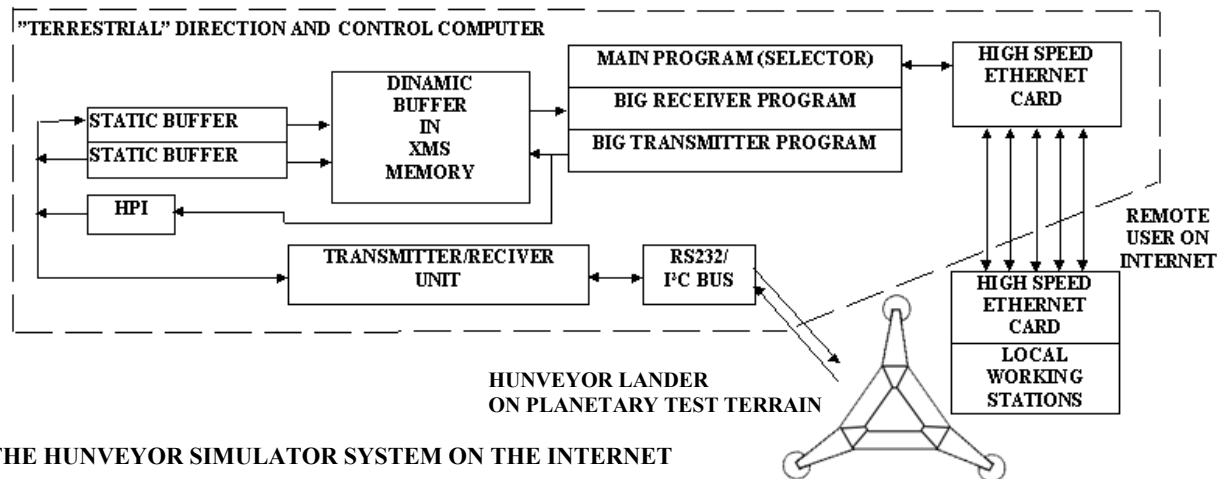 ”TERRESTRIAL” DIRECTION AND CONTROL COMPUTER
STATIC BUFFER
STATIC BUFFER
HPI
DINAMIC
BUFFER
IN
XMS
MEMORY
MAIN PROGRAM (SELECTOR)
BIG RECEIVER PROGRAM
BIG TRANSMITTER PROGRAM
HIGH SPEED
ETHERNET
CARD
TRANSMITTER/RECIVER
UNIT
RS232/
I²C BUS
REMOTE
USER ON
INTERNET
HIGH SPEED
ETHERNET
CARD
LOCAL
WORKING
STATIONS
HUNVEYOR LANDER
ON PLANETARY TEST TERRAIN
THE HUNVEYOR SIMULATOR SYSTEM ON THE INTERNET